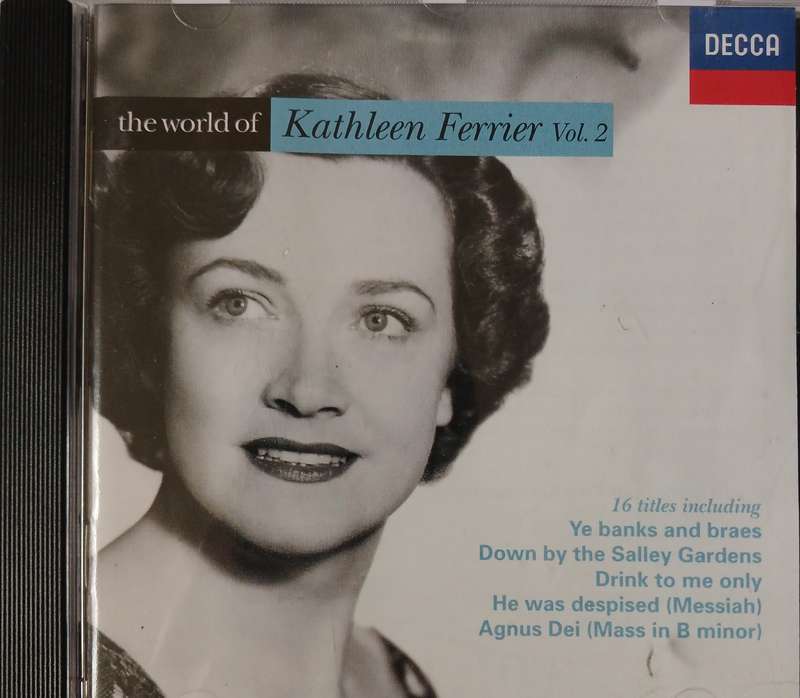 DECCA
the world of Kathleen Ferrier Vol. 2
16 titles including
Ye banks and braes
Down by the Salley Gardens
Drink to me only
He was despised (Messiah)
Agnus Dei (Mass in B minor)